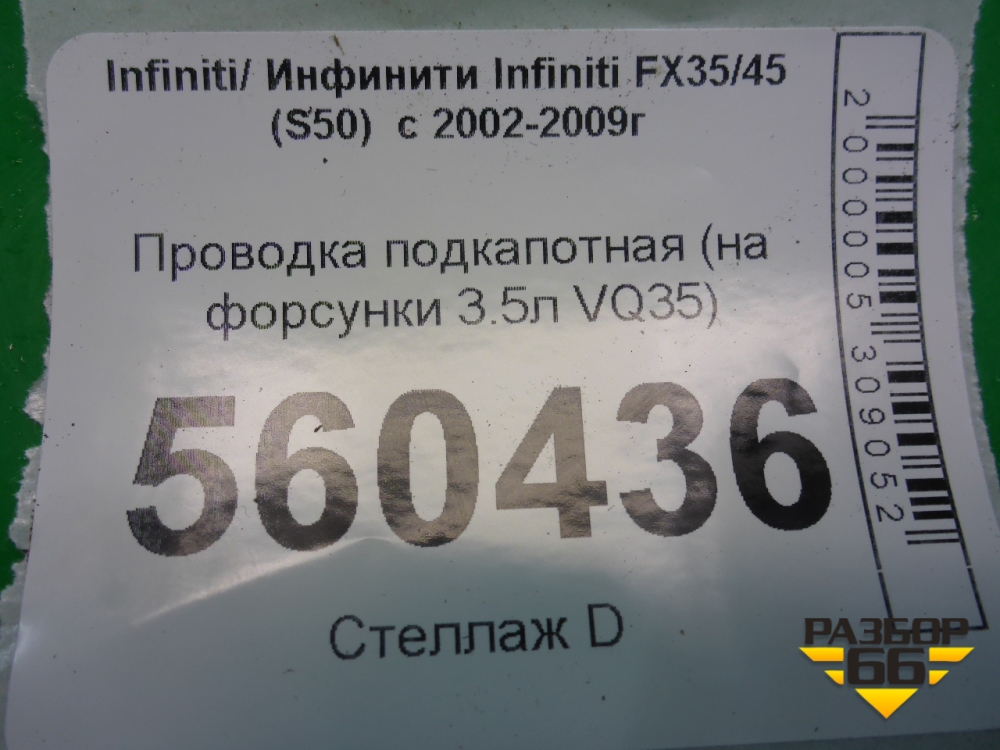 Infiniti/ Инфинити Infiniti FX35/45
(S50)  с 2002-2009г
Проводка подкапотная (на
форсунки 3.5л VQ35)
560436
Стеллаж D
2000005309052
РАЗБОР
66